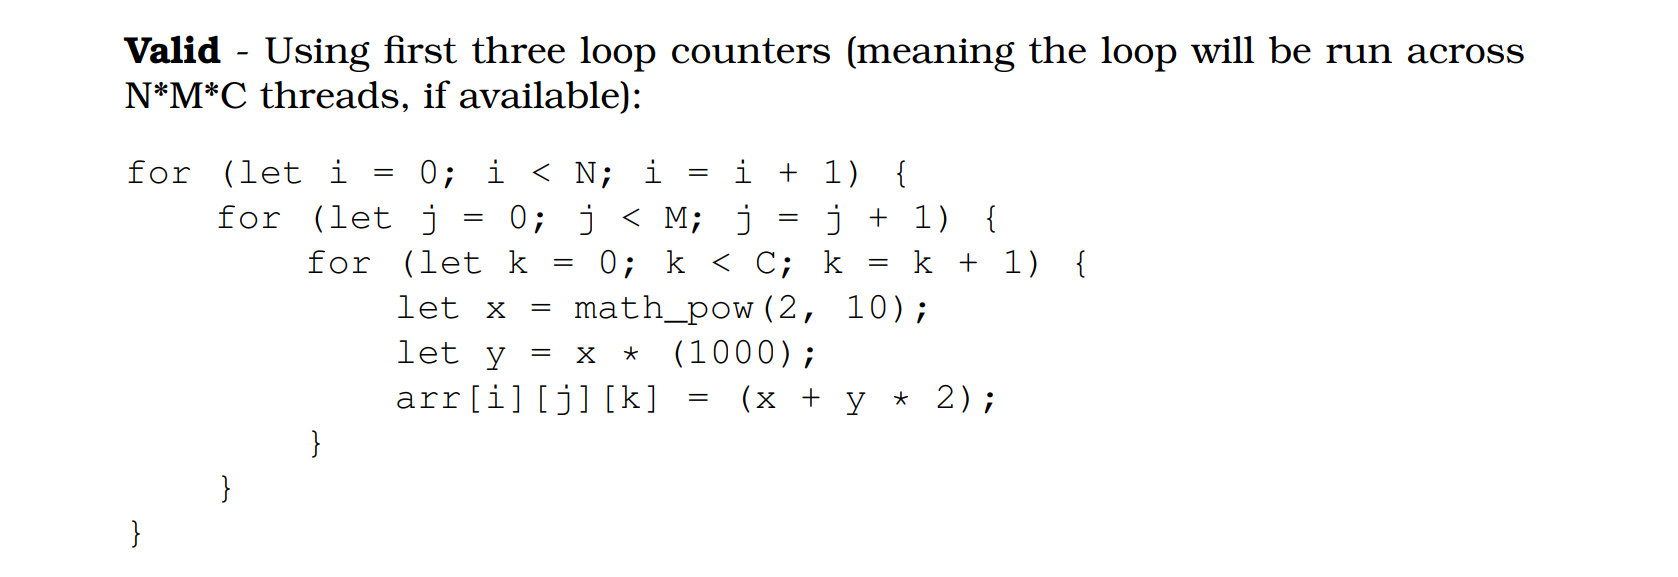 Valid - Using first three loop counters (meaning the loop will be run across
N*M*C threads, if available):
for (let i = 0; i < N; i = i + 1) {
    for (let j = 0; j < M; j = j + 1) {
        for (let k = 0; k < C; k = k + 1) {
            let x = math_pow(2, 10);
            let y = x * (1000);
            arr[i][j][k] = (x + y * 2);
        }
    }
}